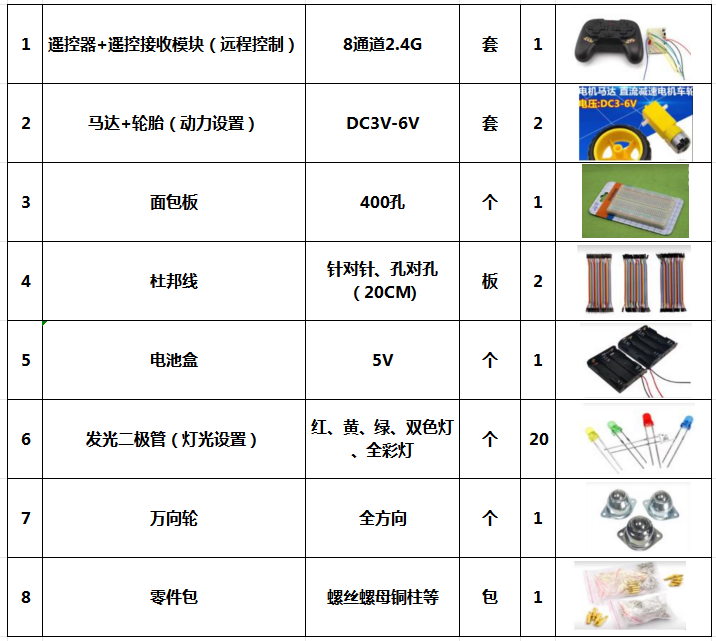 1 遥控器+遥控接收模块（远程控制） 8通道2.4G 套 1
2 马达+轮胎（动力设置） DC3V-6V 套 2
电机马达 直流减速电机车轮
电压:DC3-6V
3 面包板 400孔 个 1
4 杜邦线 针对针、孔对孔
（20CM) 板 2
5 电池盒 5V 个 1
6 发光二极管（灯光设置） 红、黄、绿、双色灯
、全彩灯 个 20
7 万向轮 全方向 个 1
8 零件包 螺丝螺母铜柱等 包 1